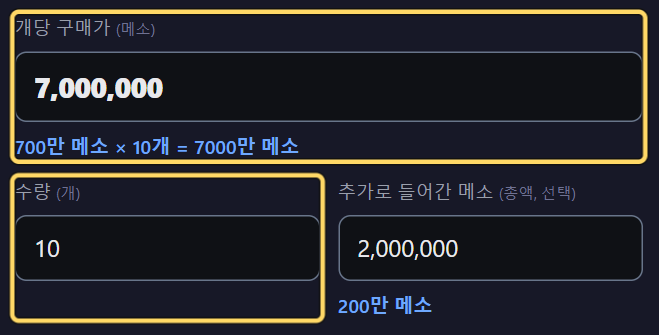 개당 구매가 (메소)
7,000,000
700만 메소 × 10개 = 7000만 메소
수량 (개)
10
추가로 들어간 메소 (총액, 선택)
2,000,000
200만 메소